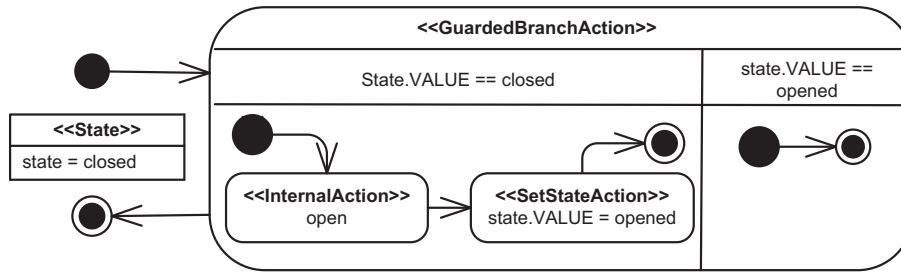 <<GuardedBranchAction>>
State.VALUE == closed
state.VALUE ==
opened
<<State>>
state = closed
<<InternalAction>>
open
<<SetStateAction>>
state.VALUE = opened